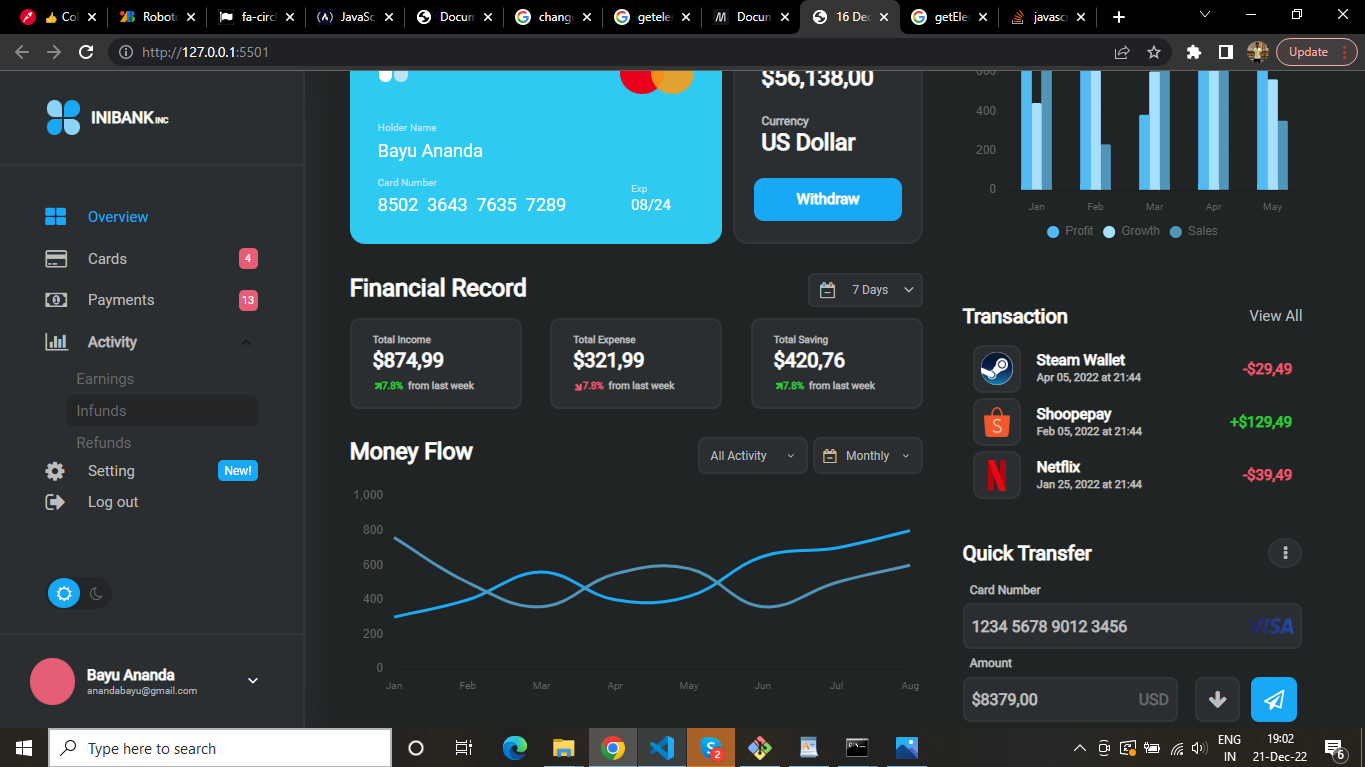 👍 Col
Roboto
fa-circl
JavaSc
Docum
change
getelen
Docum
16 Dec
getElen
javascr
http://127.0.0.1:5501
Update
INIBANK INC
Overview
Cards 4
Payments 13
Activity
Earnings
Infunds
Refunds
Setting New!
Log out
Bayu Ananda
anandabayu@gmail.com
Holder Name
Bayu Ananda
Card Number
8502 3643 7635 7289
Exp
08/24
$56,138,00
Currency
US Dollar
Withdraw
Financial Record
7 Days
Total Income
$874,99
7.8% from last week
Total Expense
$321,99
7.8% from last week
Total Saving
$420,76
7.8% from last week
Money Flow
All Activity
Monthly
1,000
800
600
400
200
0
Jan Feb Mar Apr May Jun Jul Aug
600
400
200
0
Jan Feb Mar Apr May
Profit Growth Sales
Transaction
View All
Steam Wallet
Apr 05, 2022 at 21:44
-$29,49
Shoopepay
Feb 05, 2022 at 21:44
+$129,49
Netflix
Jan 25, 2022 at 21:44
-$39,49
Quick Transfer
Card Number
1234 5678 9012 3456
VISA
Amount
$8379,00 USD
Type here to search
2
ENG
IN
19:02
21-Dec-22
6